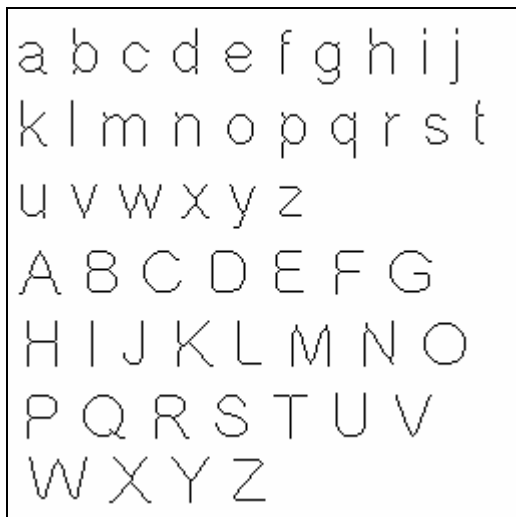 a b c d e f g h i j
k l m n o p q r s t
u v w x y z
A B C D E F G
H I J K L M N O
P Q R S T U V
W X Y Z